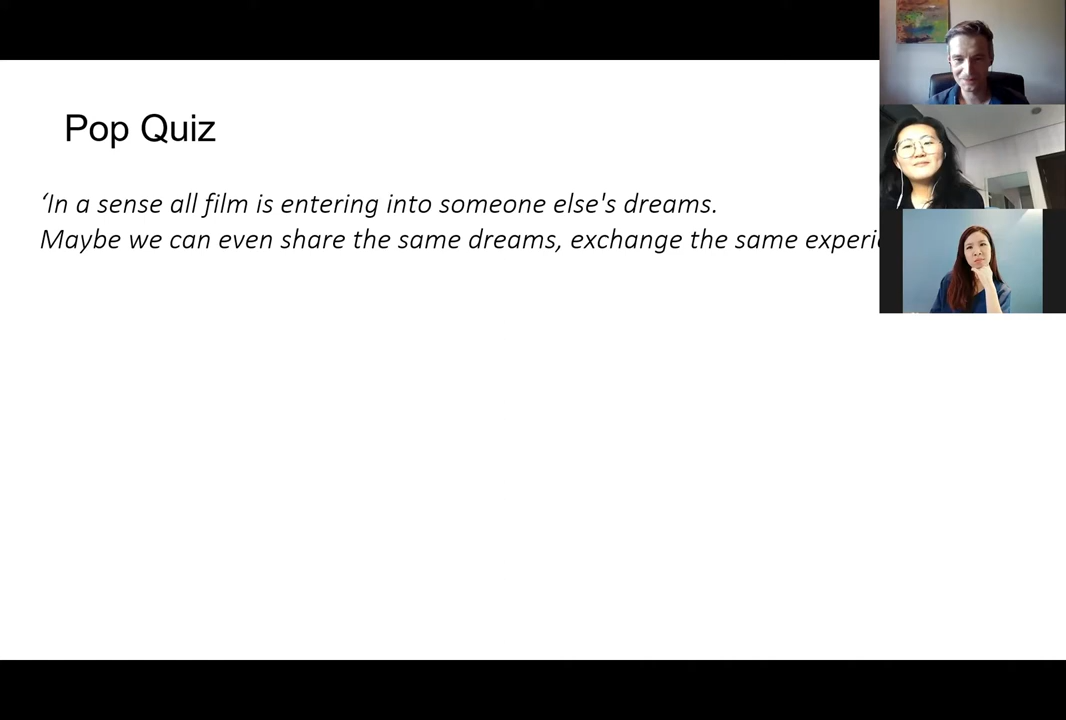 Pop Quiz
‘In a sense all film is entering into someone else's dreams.
Maybe we can even share the same dreams, exchange the same